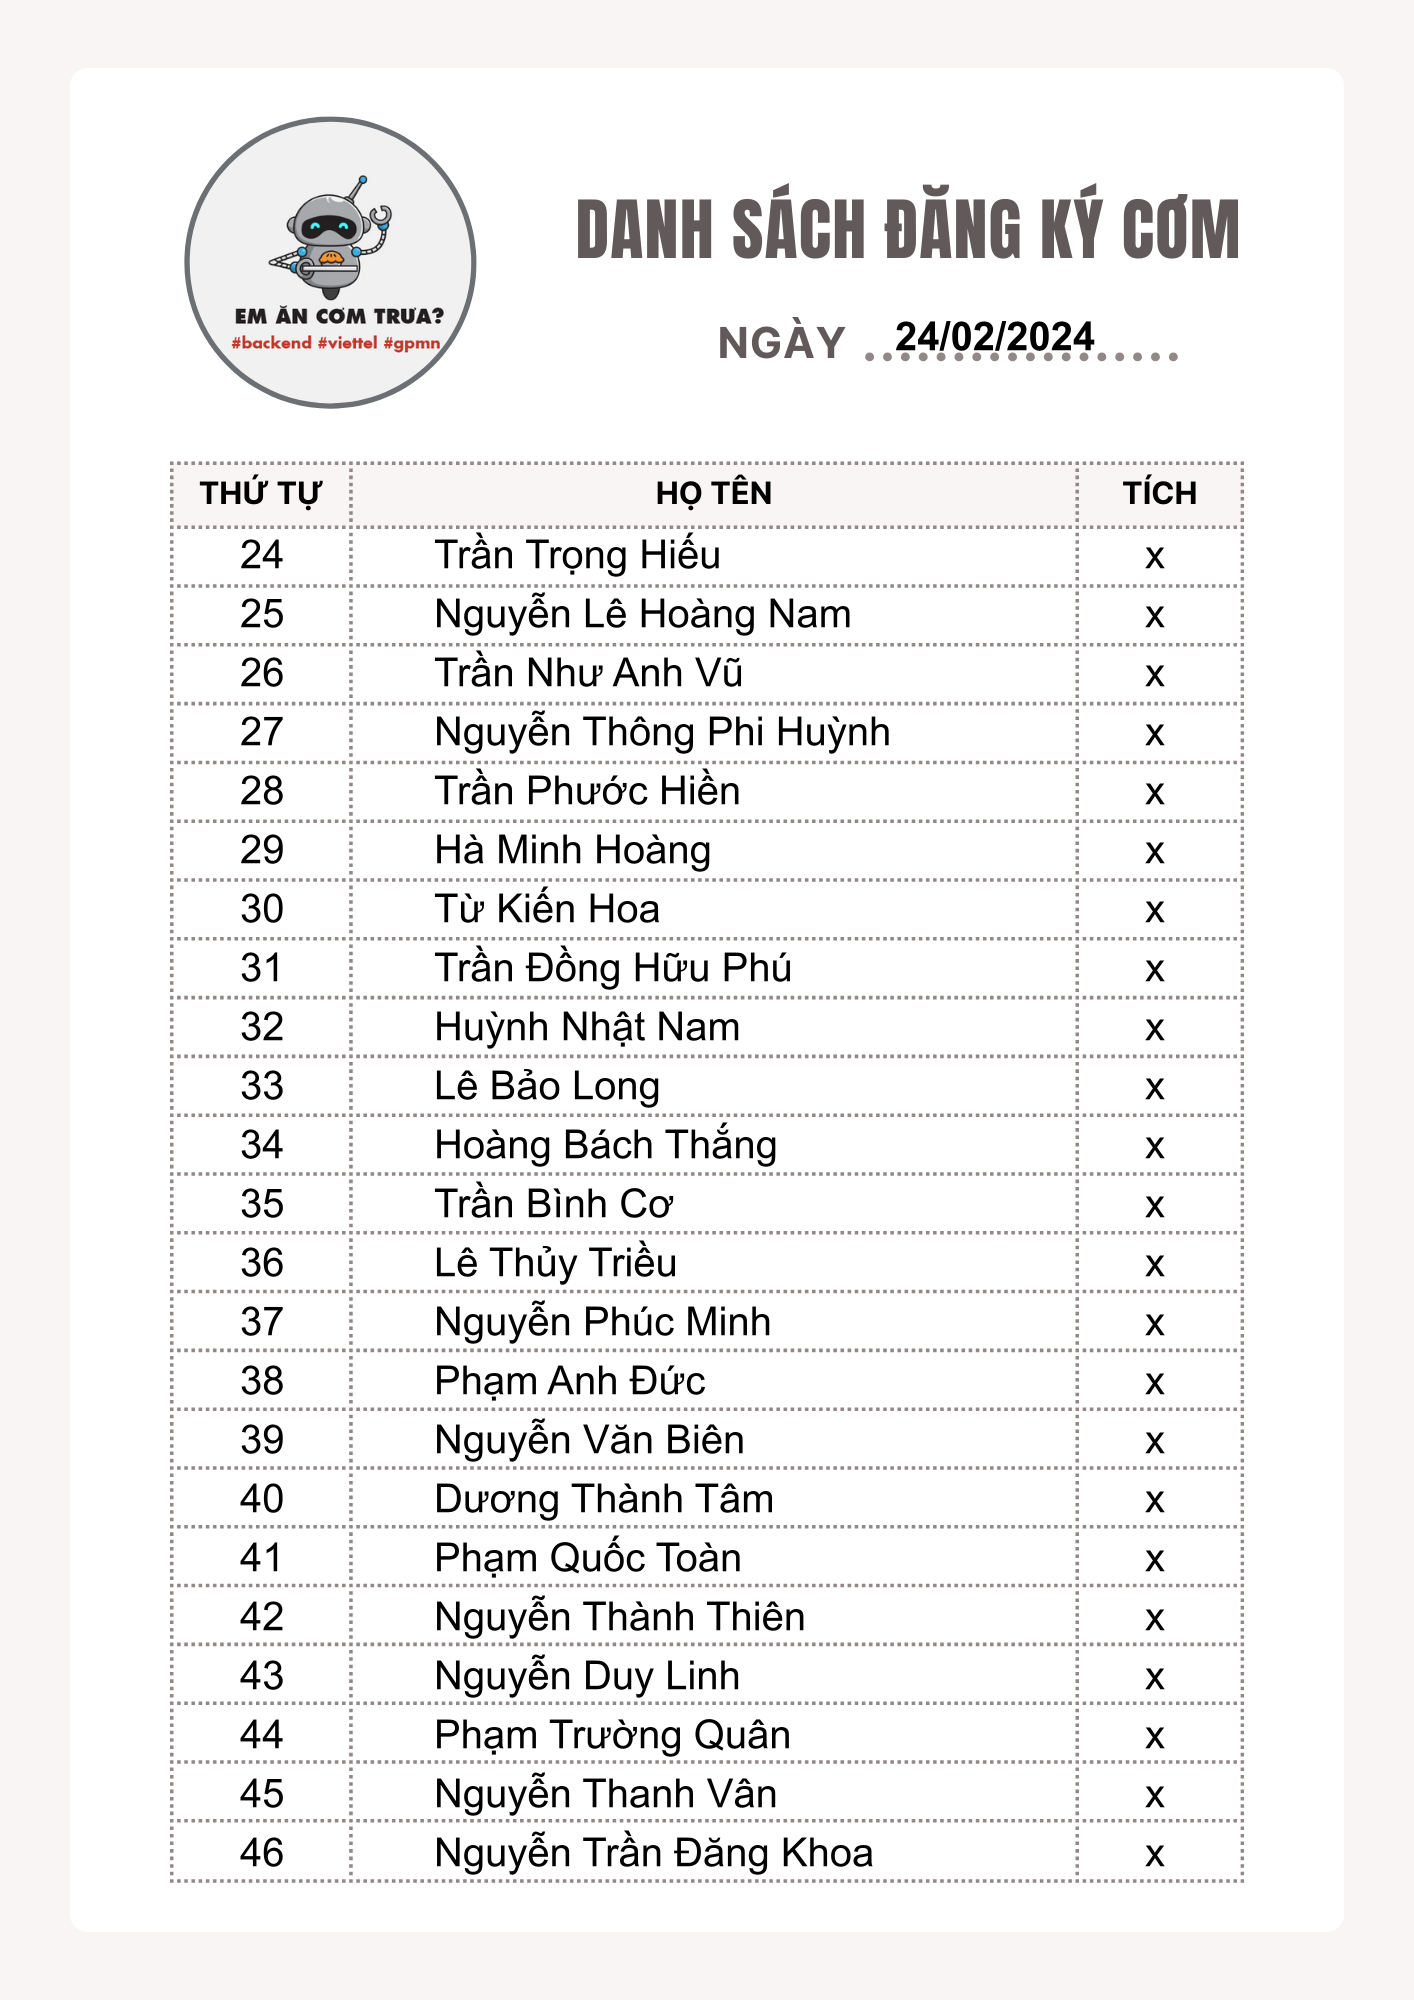 EM ĂN CƠM TRƯA?
#backend #viettel #gpmn
DANH SÁCH ĐĂNG KÝ CƠM
NGÀY 24/02/2024
THỨ TỰ HỌ TÊN TÍCH
24 Trần Trọng Hiếu x
25 Nguyễn Lê Hoàng Nam x
26 Trần Như Anh Vũ x
27 Nguyễn Thông Phi Huỳnh x
28 Trần Phước Hiền x
29 Hà Minh Hoàng x
30 Từ Kiến Hoa x
31 Trần Đồng Hữu Phú x
32 Huỳnh Nhật Nam x
33 Lê Bảo Long x
34 Hoàng Bách Thắng x
35 Trần Bình Cơ x
36 Lê Thủy Triều x
37 Nguyễn Phúc Minh x
38 Phạm Anh Đức x
39 Nguyễn Văn Biên x
40 Dương Thành Tâm x
41 Phạm Quốc Toàn x
42 Nguyễn Thành Thiên x
43 Nguyễn Duy Linh x
44 Phạm Trường Quân x
45 Nguyễn Thanh Vân x
46 Nguyễn Trần Đăng Khoa x